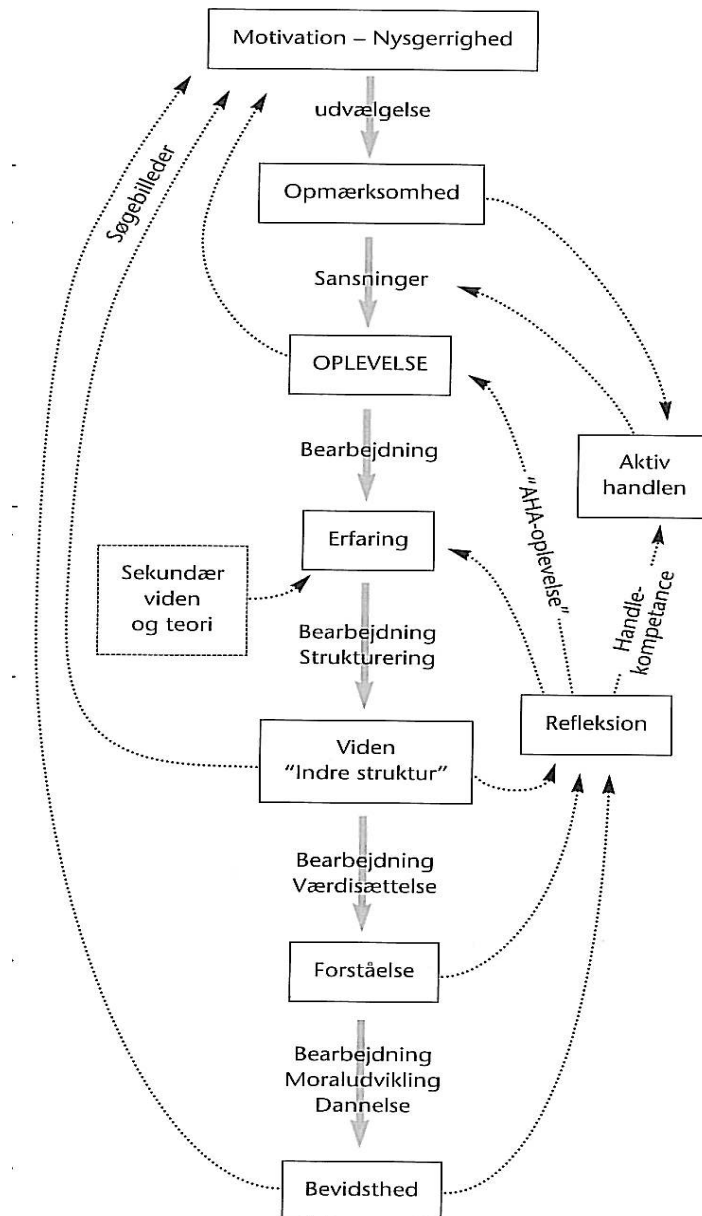 Motivation – Nysgerrighed
udvælgelse
Søgebilleder
Opmærksomhed
Sansninger
OPLEVELSE
Bearbejdning
Aktiv
handlen
"AHA-oplevelse"
Erfaring
Sekundær
viden
og teori
Handle-
kompetance
Bearbejdning
Strukturering
Refleksion
Viden
"Indre struktur"
Bearbejdning
Værdisættelse
Forståelse
Bearbejdning
Moraludvikling
Dannelse
Bevidsthed